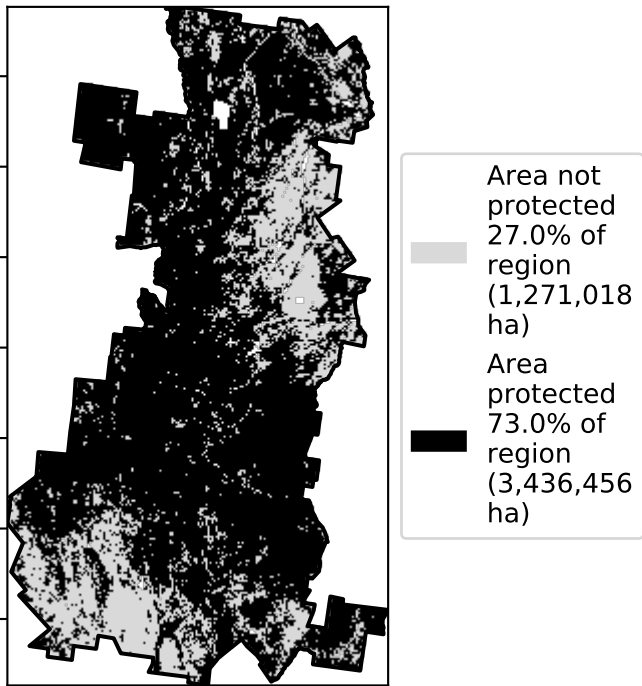 Area not
protected
27.0% of
region
(1,271,018
ha)
Area
protected
73.0% of
region
(3,436,456
ha)